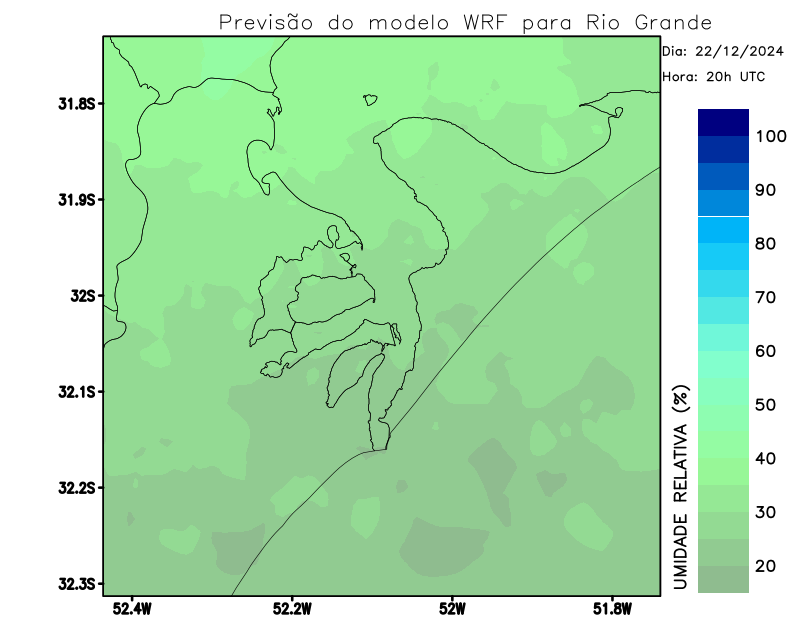 Previsão do modelo WRF para Rio Grande
Dia: 22/12/2024
Hora: 20h UTC
31.8S
31.9S
32S
32.1S
32.2S
32.3S
52.4W
52.2W
52W
51.8W
100
90
80
70
60
50
40
30
20
UMIDADE RELATIVA (%)